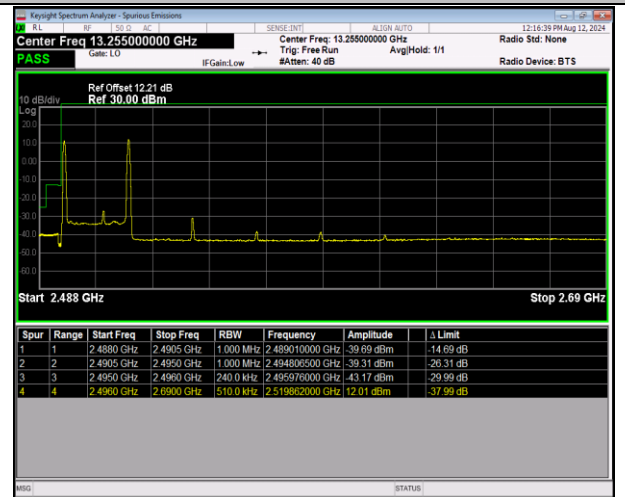 Keysight Spectrum Analyzer - Spurious Emissions
RL RF 50 Ω AC SENSE:INT ALIGN AUTO 12:16:39 PM Aug 12, 2024
Center Freq 13.255000000 GHz Center Freq: 13.255000000 GHz Radio Std: None
PASS Gate: LO IFGain:Low Trig: Free Run Avg|Hold: 1/1
#Atten: 40 dB Radio Device: BTS
Ref Offset 12.21 dB
10 dB/div Ref 30.00 dBm
Log
20.0
10.0
0.00
-10.0
-20.0
-30.0
-40.0
-50.0
-60.0
Start 2.488 GHz Stop 2.69 GHz
Spur Range Start Freq Stop Freq RBW Frequency Amplitude Δ Limit
1 1 2.4880 GHz 2.4905 GHz 1.000 MHz 2.489010000 GHz -39.69 dBm -14.69 dB
2 2 2.4905 GHz 2.4950 GHz 1.000 MHz 2.494806500 GHz -39.31 dBm -26.31 dB
3 3 2.4950 GHz 2.4960 GHz 240.0 kHz 2.495976000 GHz -43.17 dBm -29.99 dB
4 4 2.4960 GHz 2.6900 GHz 510.0 kHz 2.519862000 GHz 12.01 dBm -37.99 dB
MSG STATUS